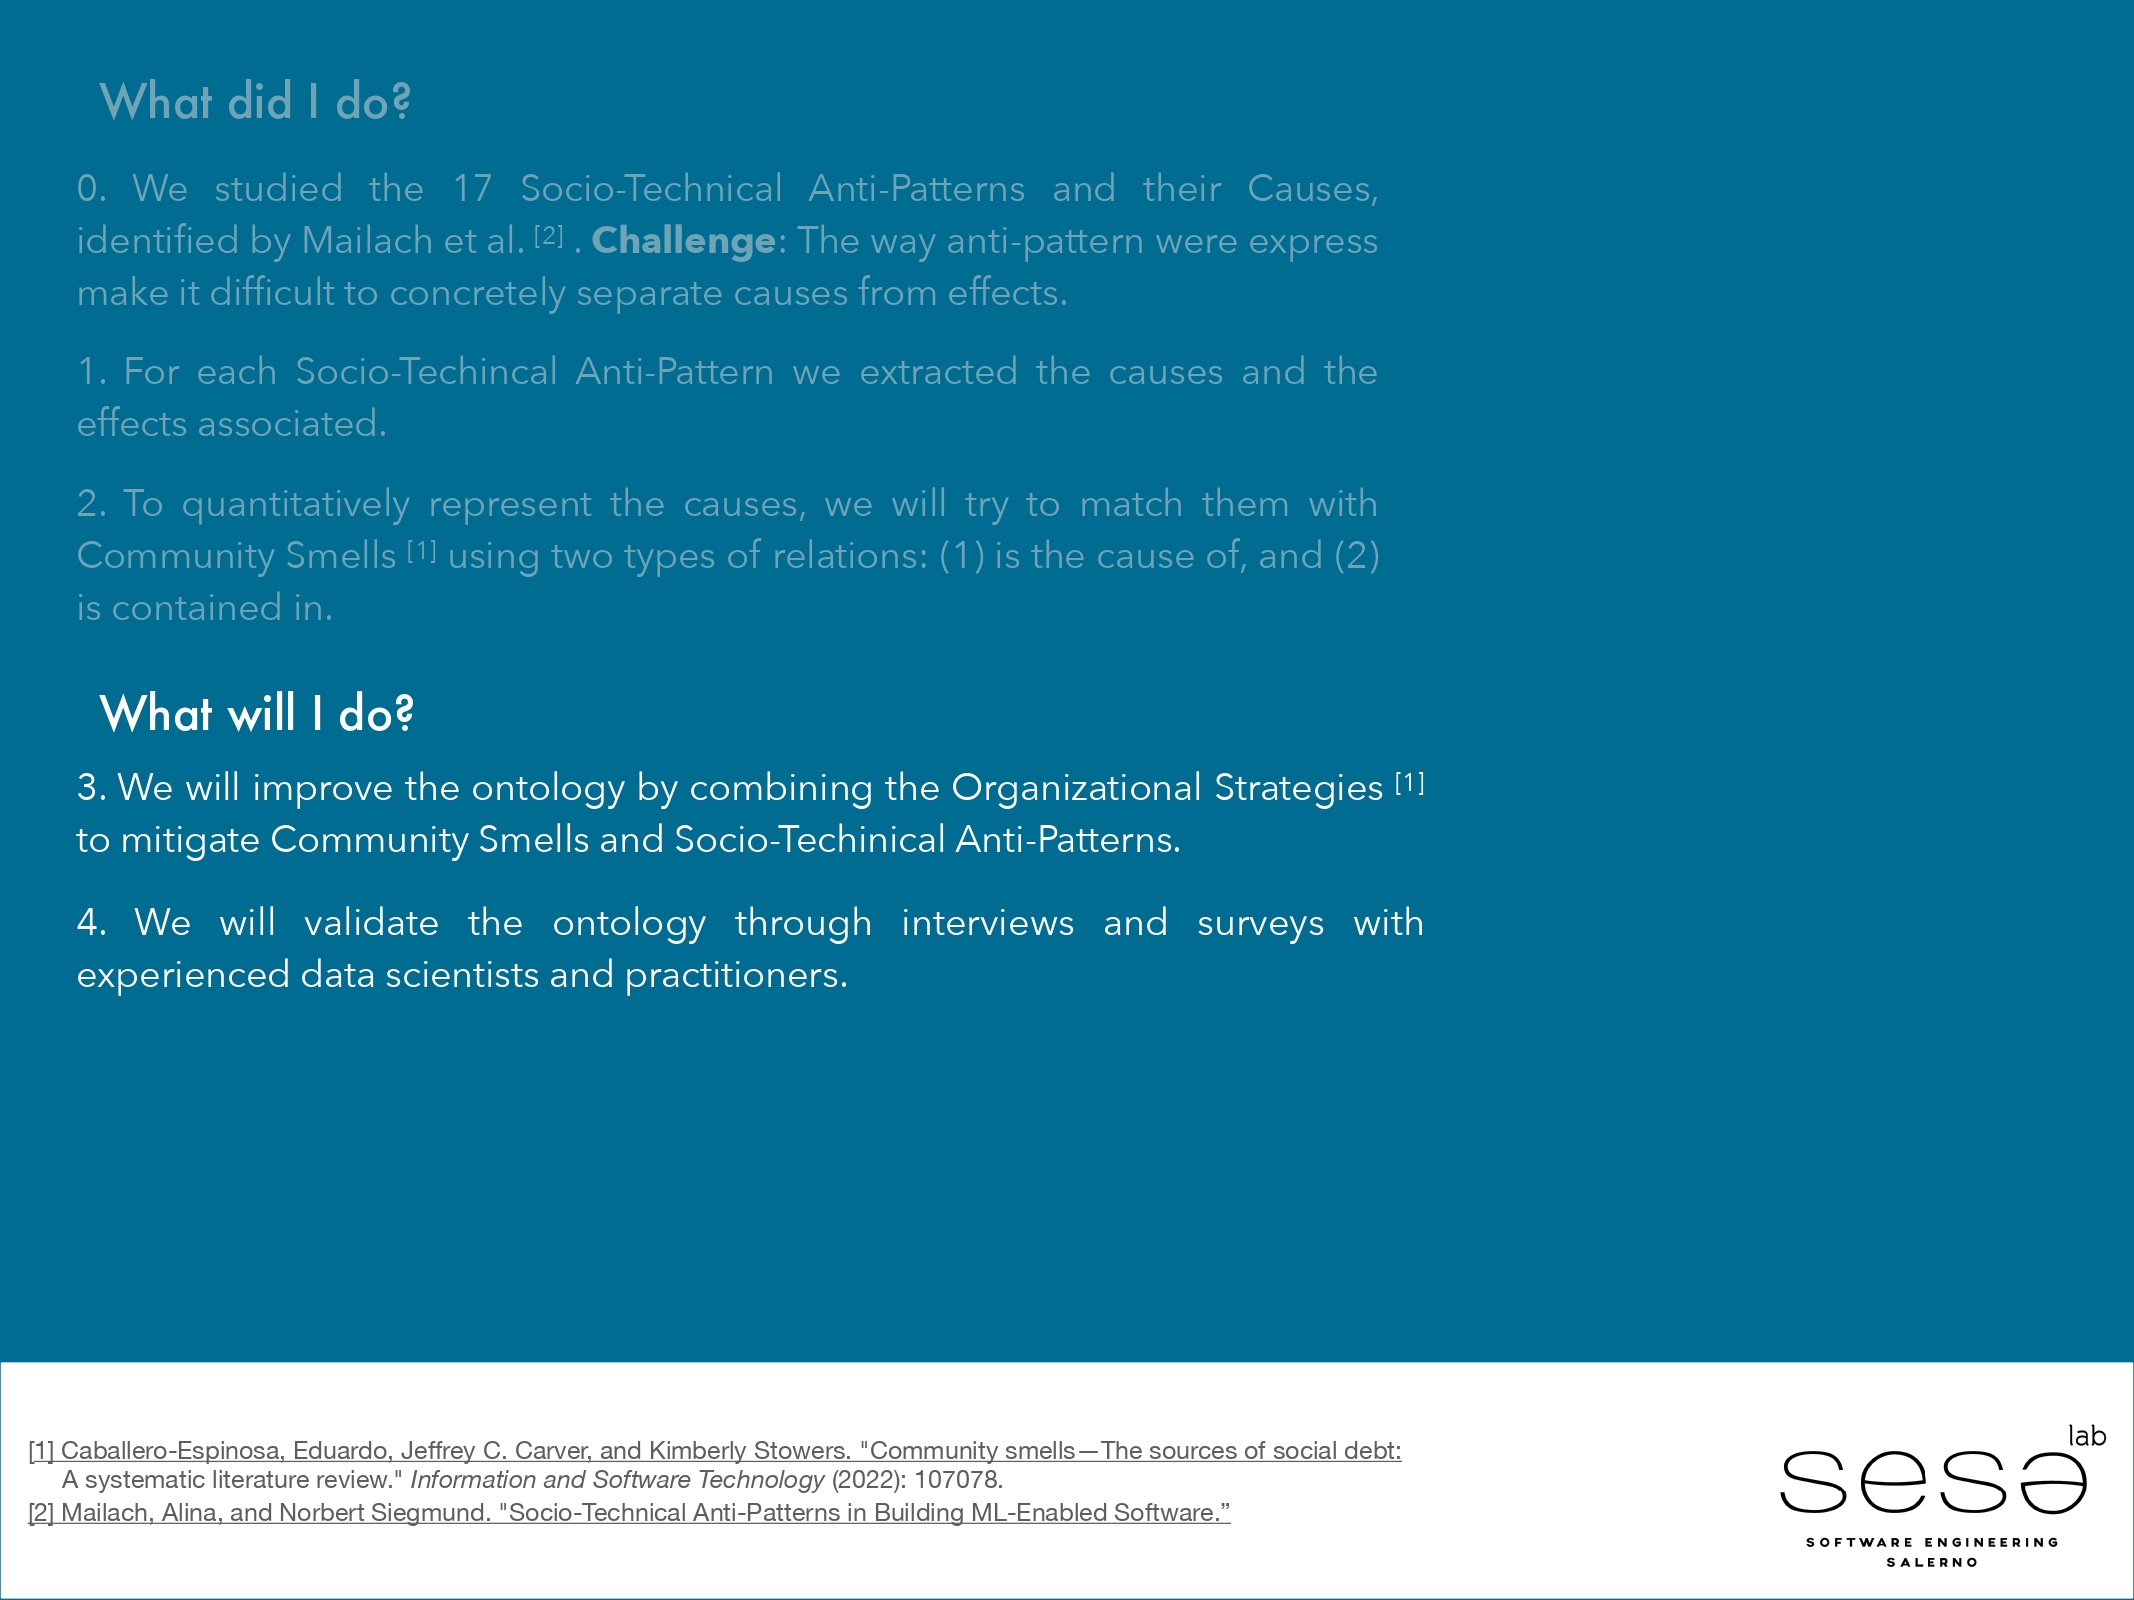 What did I do?
0. We studied the 17 Socio-Technical Anti-Patterns and their Causes,
identified by Mailach et al. [2] . Challenge: The way anti-pattern were express
make it difficult to concretely separate causes from effects.
1. For each Socio-Techincal Anti-Pattern we extracted the causes and the
effects associated.
2. To quantitatively represent the causes, we will try to match them with
Community Smells [1] using two types of relations: (1) is the cause of, and (2)
is contained in.
What will I do?
3. We will improve the ontology by combining the Organizational Strategies [1]
to mitigate Community Smells and Socio-Techinical Anti-Patterns.
4. We will validate the ontology through interviews and surveys with
experienced data scientists and practitioners.
[1] Caballero-Espinosa, Eduardo, Jeffrey C. Carver, and Kimberly Stowers. "Community smells—The sources of social debt:
A systematic literature review." Information and Software Technology (2022): 107078.
[2] Mailach, Alina, and Norbert Siegmund. "Socio-Technical Anti-Patterns in Building ML-Enabled Software.”
lab
sesə
SOFTWARE ENGINEERING
SALERNO